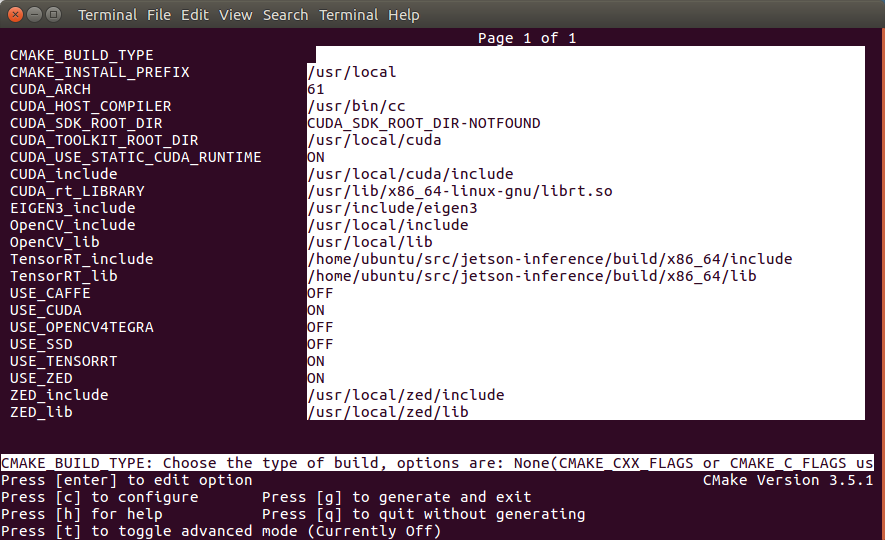 Terminal File Edit View Search Terminal Help
Page 1 of 1
CMAKE_BUILD_TYPE
CMAKE_INSTALL_PREFIX /usr/local
CUDA_ARCH 61
CUDA_HOST_COMPILER /usr/bin/cc
CUDA_SDK_ROOT_DIR CUDA_SDK_ROOT_DIR-NOTFOUND
CUDA_TOOLKIT_ROOT_DIR /usr/local/cuda
CUDA_USE_STATIC_CUDA_RUNTIME ON
CUDA_include /usr/local/cuda/include
CUDA_rt_LIBRARY /usr/lib/x86_64-linux-gnu/librt.so
EIGEN3_include /usr/include/eigen3
OpenCV_include /usr/local/include
OpenCV_lib /usr/local/lib
TensorRT_include /home/ubuntu/src/jetson-inference/build/x86_64/include
TensorRT_lib /home/ubuntu/src/jetson-inference/build/x86_64/lib
USE_CAFFE OFF
USE_CUDA ON
USE_OPENCV4TEGRA OFF
USE_SSD OFF
USE_TENSORRT ON
USE_ZED ON
ZED_include /usr/local/zed/include
ZED_lib /usr/local/zed/lib
CMAKE_BUILD_TYPE: Choose the type of build, options are: None(CMAKE_CXX_FLAGS or CMAKE_C_FLAGS us
Press [enter] to edit option CMake Version 3.5.1
Press [c] to configure Press [g] to generate and exit
Press [h] for help Press [q] to quit without generating
Press [t] to toggle advanced mode (Currently Off)